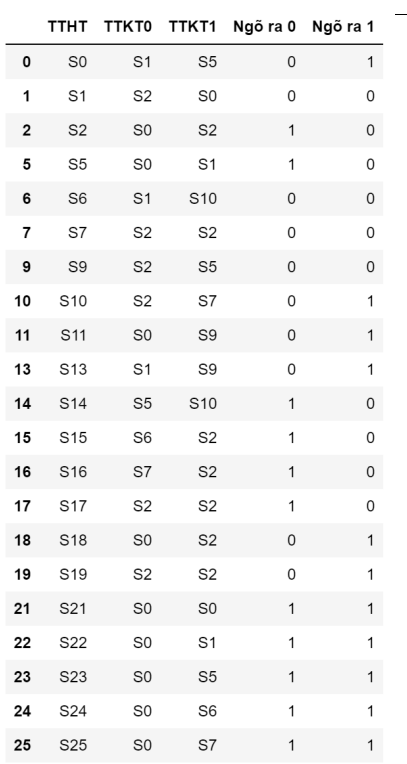 TTHT TTKT0 TTKT1 Ngõ ra 0 Ngõ ra 1
0 S0 S1 S5 0 1
1 S1 S2 S0 0 0
2 S2 S0 S2 1 0
5 S5 S0 S1 1 0
6 S6 S1 S10 0 0
7 S7 S2 S2 0 0
9 S9 S2 S5 0 0
10 S10 S2 S7 0 1
11 S11 S0 S9 0 1
13 S13 S1 S9 0 1
14 S14 S5 S10 1 0
15 S15 S6 S2 1 0
16 S16 S7 S2 1 0
17 S17 S2 S2 1 0
18 S18 S0 S2 0 1
19 S19 S2 S2 0 1
21 S21 S0 S0 1 1
22 S22 S0 S1 1 1
23 S23 S0 S5 1 1
24 S24 S0 S6 1 1
25 S25 S0 S7 1 1